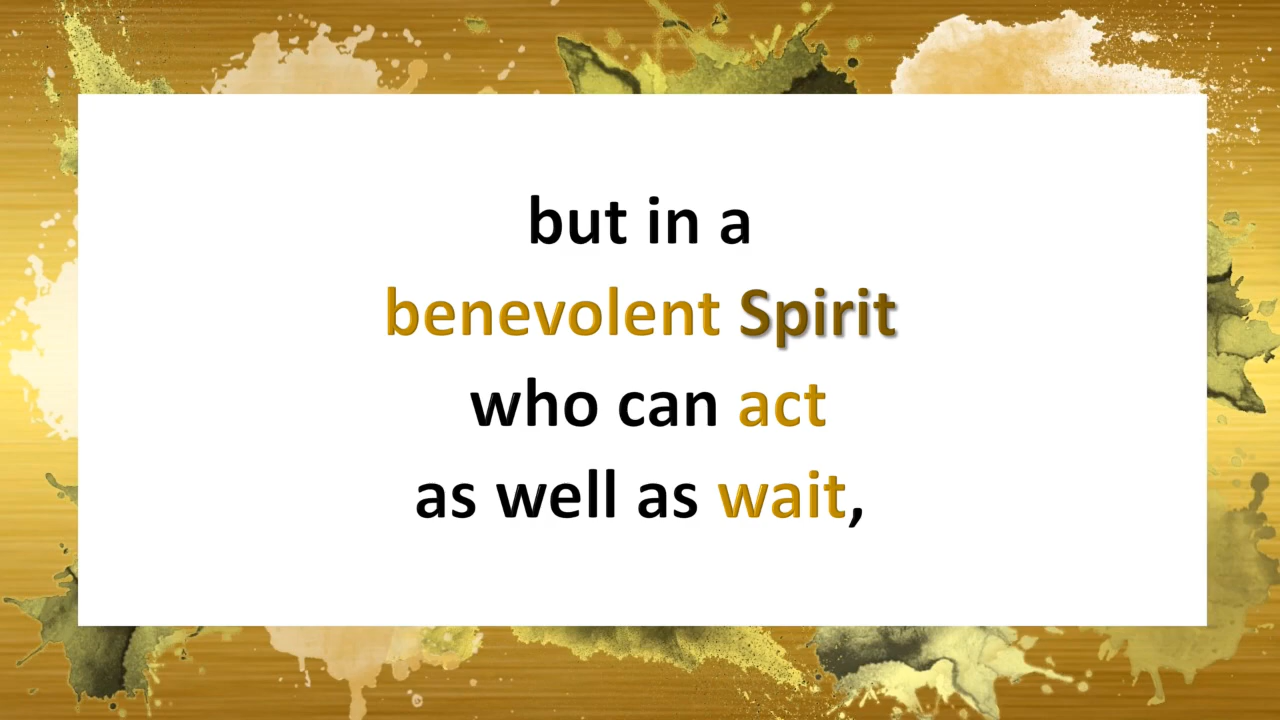 but in a
benevolent Spirit
who can act
as well as wait,